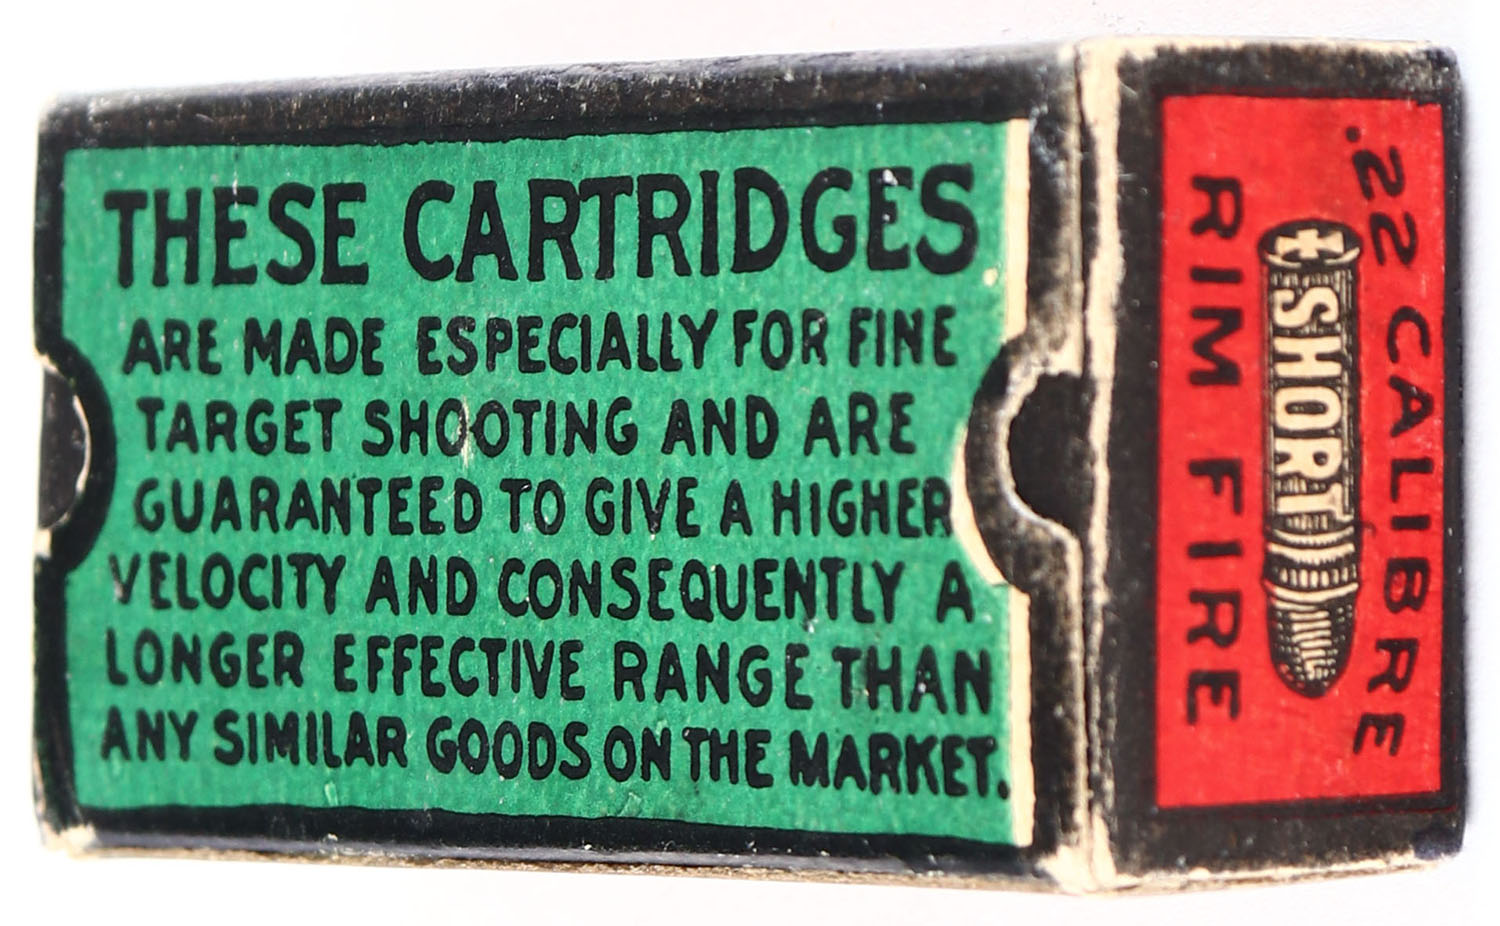 THESE CARTRIDGES
ARE MADE ESPECIALLY FOR FINE
TARGET SHOOTING AND ARE
GUARANTEED TO GIVE A HIGHER
VELOCITY AND CONSEQUENTLY A
LONGER EFFECTIVE RANGE THAN
ANY SIMILAR GOODS ON THE MARKET.
.22 CALIBRE
SHORT
RIM FIRE